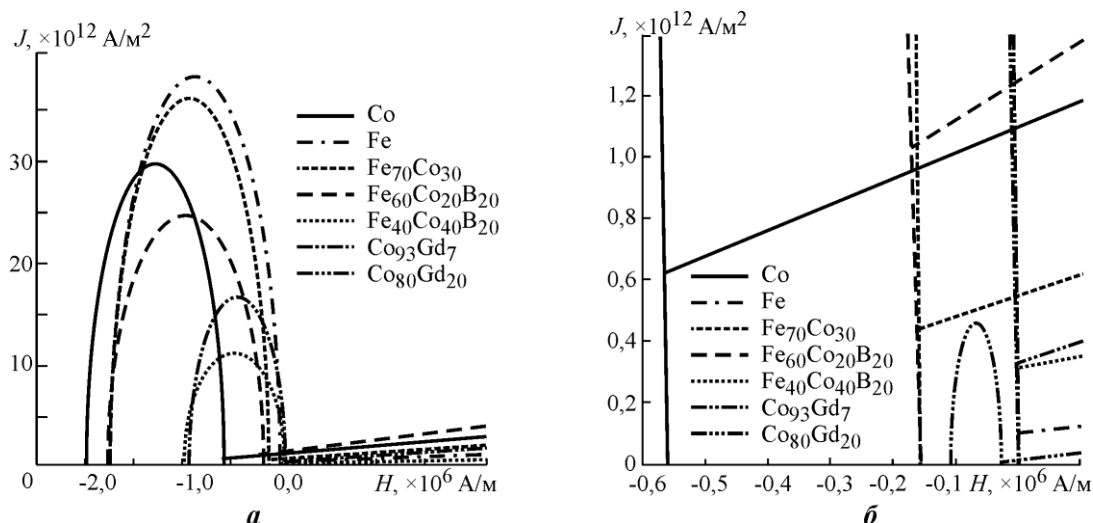 J, ×10¹² А/м²
30
20
10
0
-2,0
-1,0
0,0
H, ×10⁶ А/м
Co
Fe
Fe₇₀Co₃₀
Fe₆₀Co₂₀B₂₀
Fe₄₀Co₄₀B₂₀
Co₉₃Gd₇
Co₈₀Gd₂₀
а
J, ×10¹² А/м²
1,2
1,0
0,8
0,6
0,4
0,2
0
-0,6
-0,5
-0,4
-0,3
-0,2
-0,1
H, ×10⁶ А/м
Co
Fe
Fe₇₀Co₃₀
Fe₆₀Co₂₀B₂₀
Fe₄₀Co₄₀B₂₀
Co₉₃Gd₇
Co₈₀Gd₂₀
б